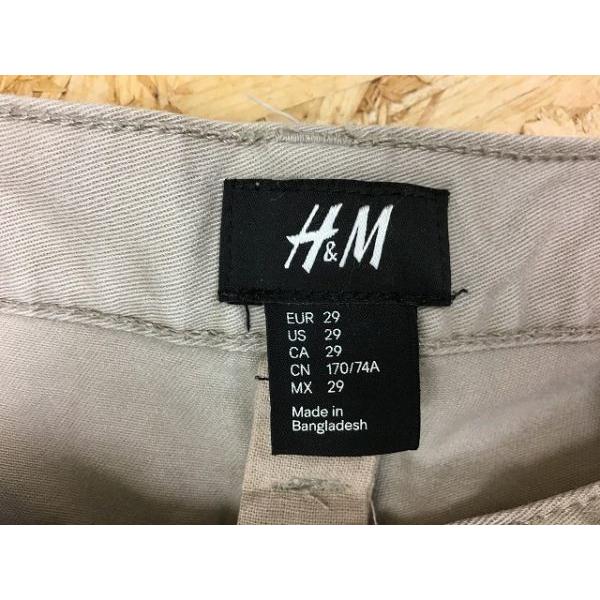 H&M
EUR 29
US 29
CA 29
CN 170/74A
MX 29
Made in
Bangladesh